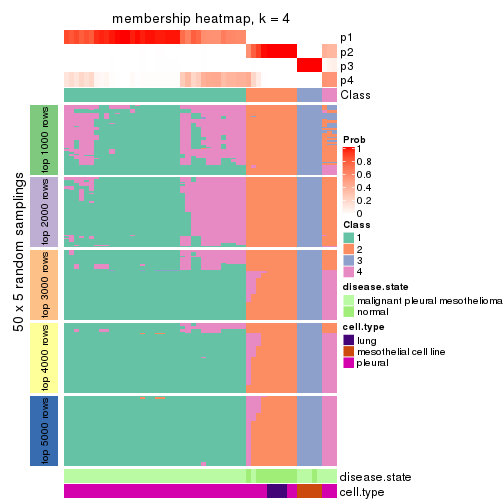 membership heatmap, k = 4
p1
p2
p3
p4
Class
50 x 5 random samplings
top 1000 rows
top 2000 rows
top 3000 rows
top 4000 rows
top 5000 rows
Prob
1
0.8
0.6
0.4
0.2
0
Class
1
2
3
4
disease.state
malignant pleural mesothelioma
normal
cell.type
lung
mesothelial cell line
pleural
disease.state
cell.type